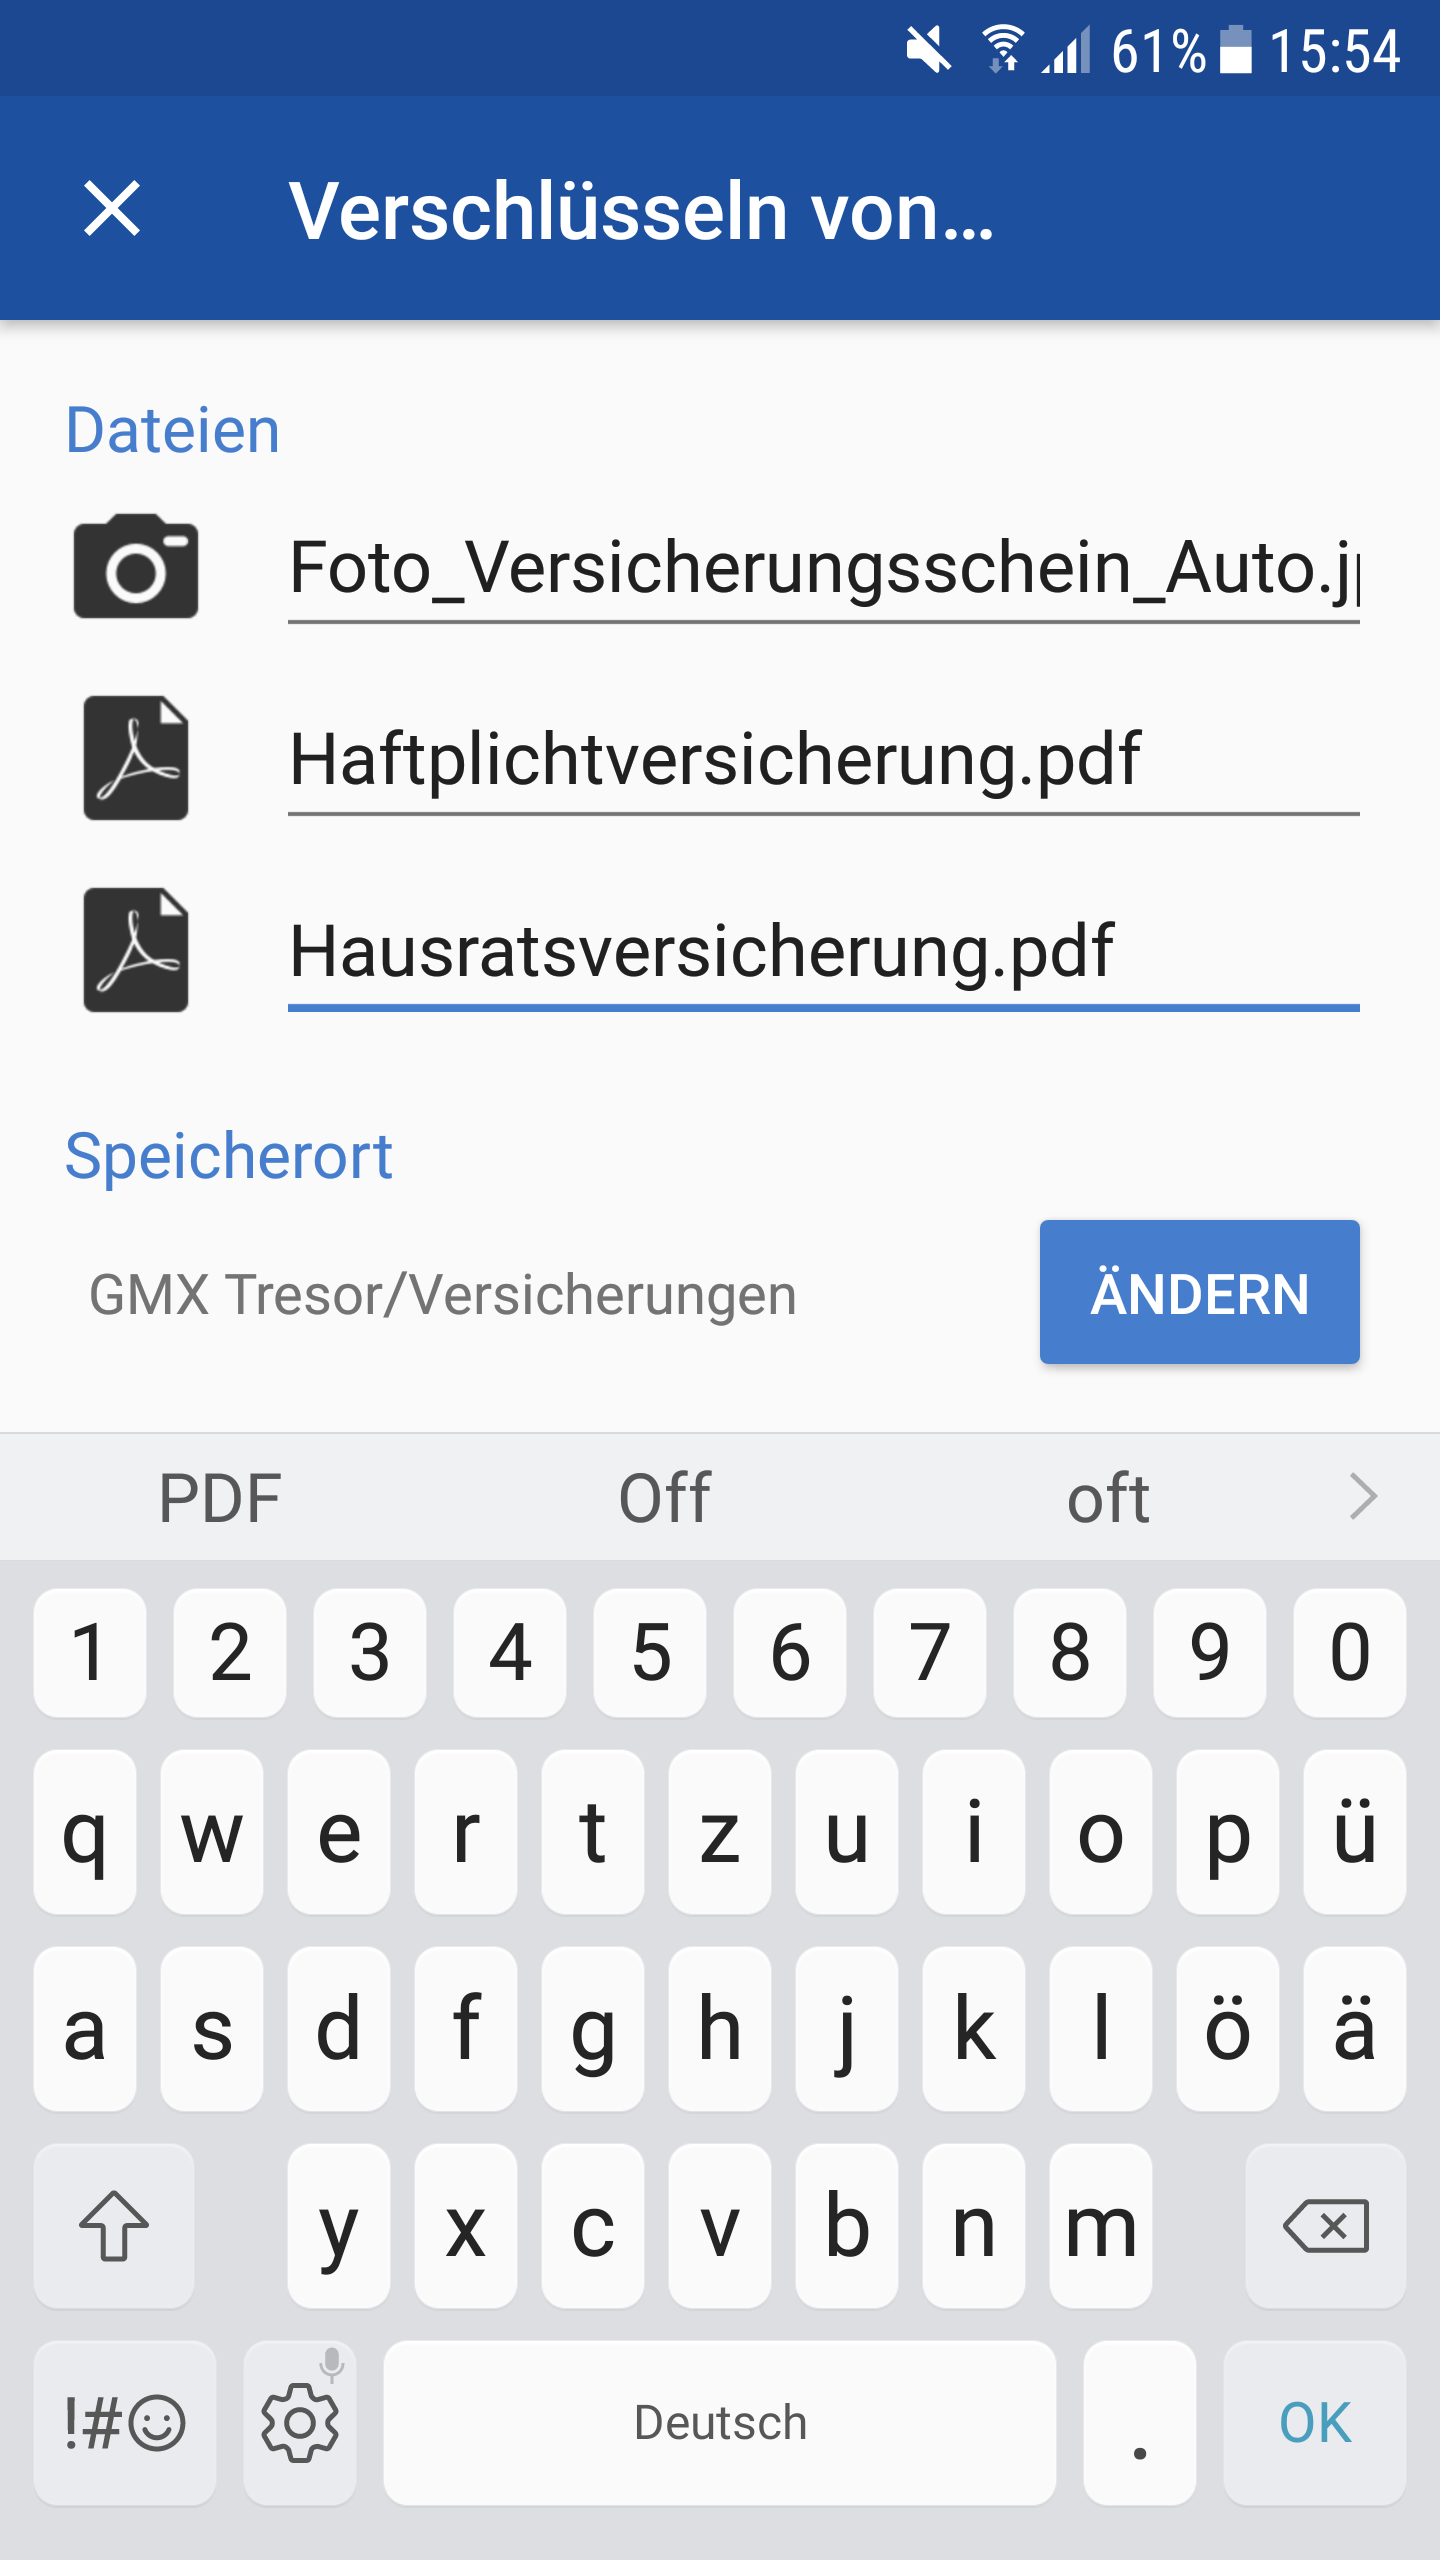 61% 15:54
Verschlüsseln von…
Dateien
Foto_Versicherungsschein_Auto.jp
Haftplichtversicherung.pdf
Hausratsversicherung.pdf
Speicherort
GMX Tresor/Versicherungen ÄNDERN
PDF Off oft
1 2 3 4 5 6 7 8 9 0
q w e r t z u i o p ü
a s d f g h j k l ö ä
y x c v b n m
!#☺ Deutsch . OK